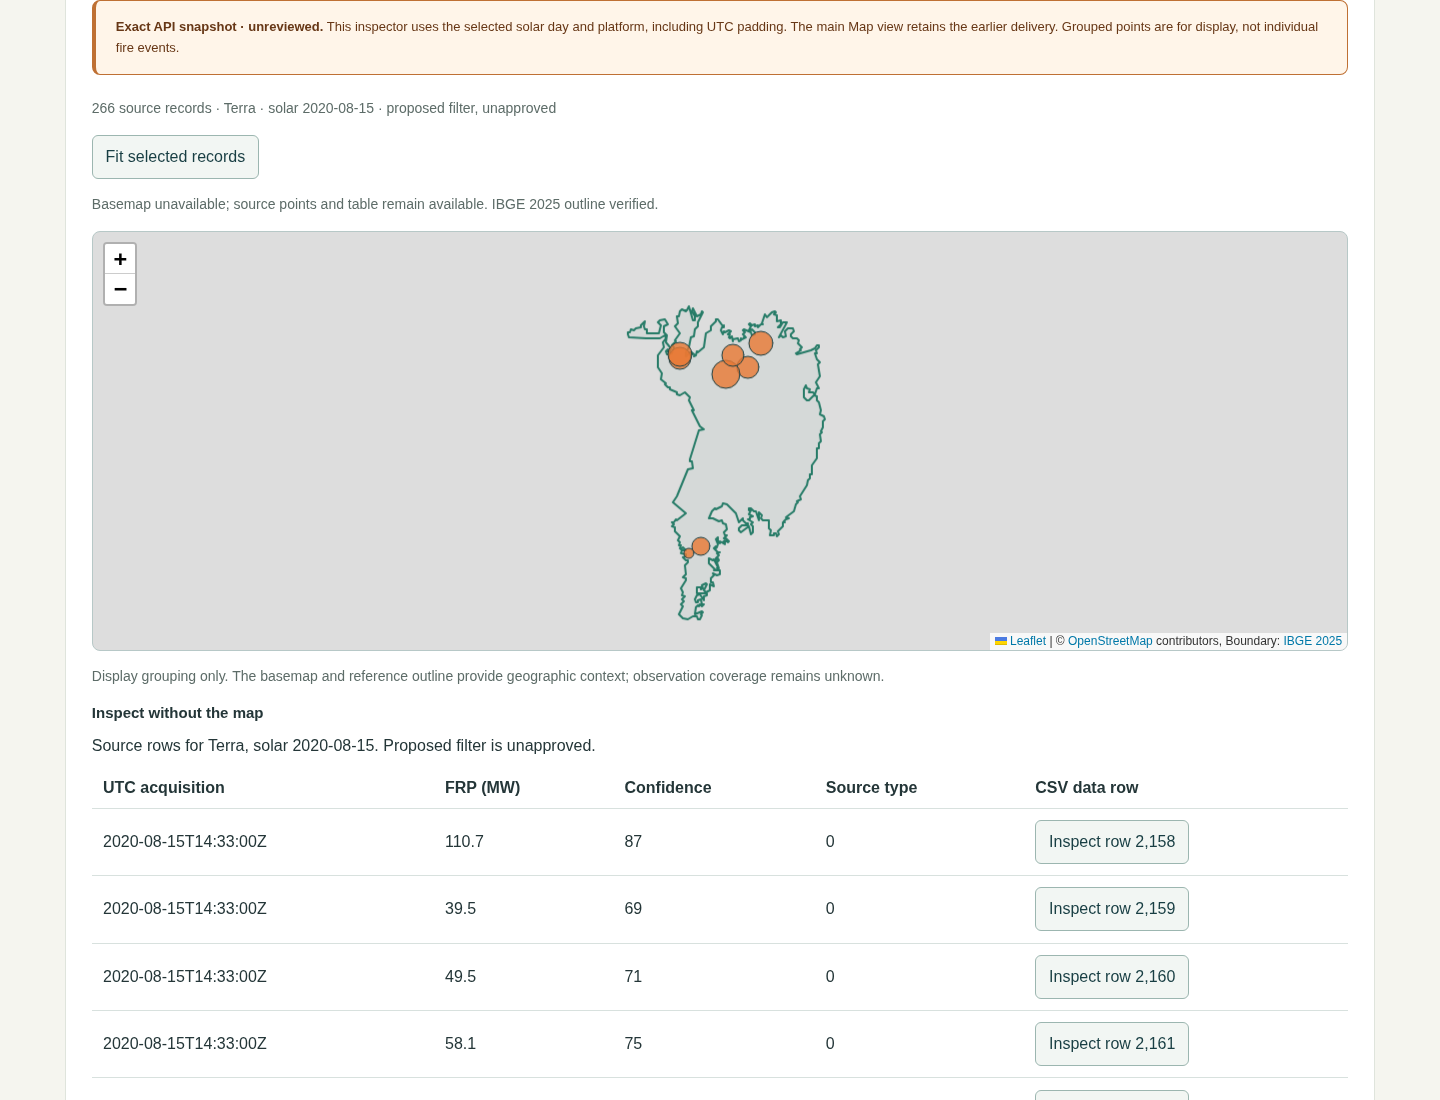 Exact API snapshot · unreviewed. This inspector uses the selected solar day and platform, including UTC padding. The main Map view retains the earlier delivery. Grouped points are for display, not individual
fire events.
266 source records · Terra · solar 2020-08-15 · proposed filter, unapproved
Fit selected records
Basemap unavailable; source points and table remain available. IBGE 2025 outline verified.
+
−
Leaflet | © OpenStreetMap contributors, Boundary: IBGE 2025
Display grouping only. The basemap and reference outline provide geographic context; observation coverage remains unknown.
Inspect without the map
Source rows for Terra, solar 2020-08-15. Proposed filter is unapproved.
UTC acquisition FRP (MW) Confidence Source type CSV data row
2020-08-15T14:33:00Z 110.7 87 0 Inspect row 2,158
2020-08-15T14:33:00Z 39.5 69 0 Inspect row 2,159
2020-08-15T14:33:00Z 49.5 71 0 Inspect row 2,160
2020-08-15T14:33:00Z 58.1 75 0 Inspect row 2,161